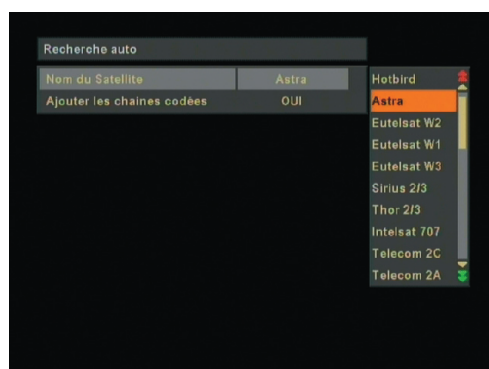 Recherche auto
Nom du Satellite Astra
Ajouter les chaines codées OUI
Hotbird
Astra
Eutelsat W2
Eutelsat W1
Eutelsat W3
Sirius 2/3
Thor 2/3
Intelsat 707
Telecom 2C
Telecom 2A